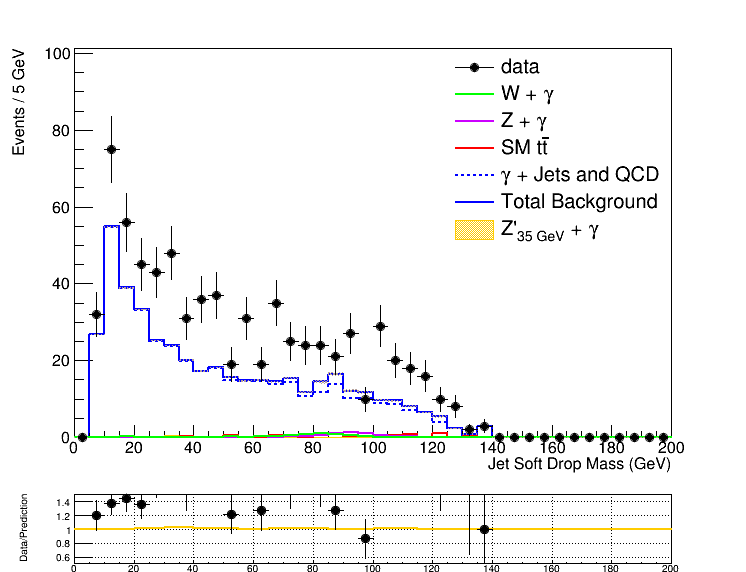 Events / 5 GeV
100
80
60
40
20
0
data
W + γ
Z + γ
SM tt̄
γ + Jets and QCD
Total Background
Z'35 GeV + γ
0 20 40 60 80 100 120 140 160 180 200
Jet Soft Drop Mass (GeV)
Data/Prediction
1.4
1.2
1
0.8
0.6
0 20 40 60 80 100 120 140 160 180 200